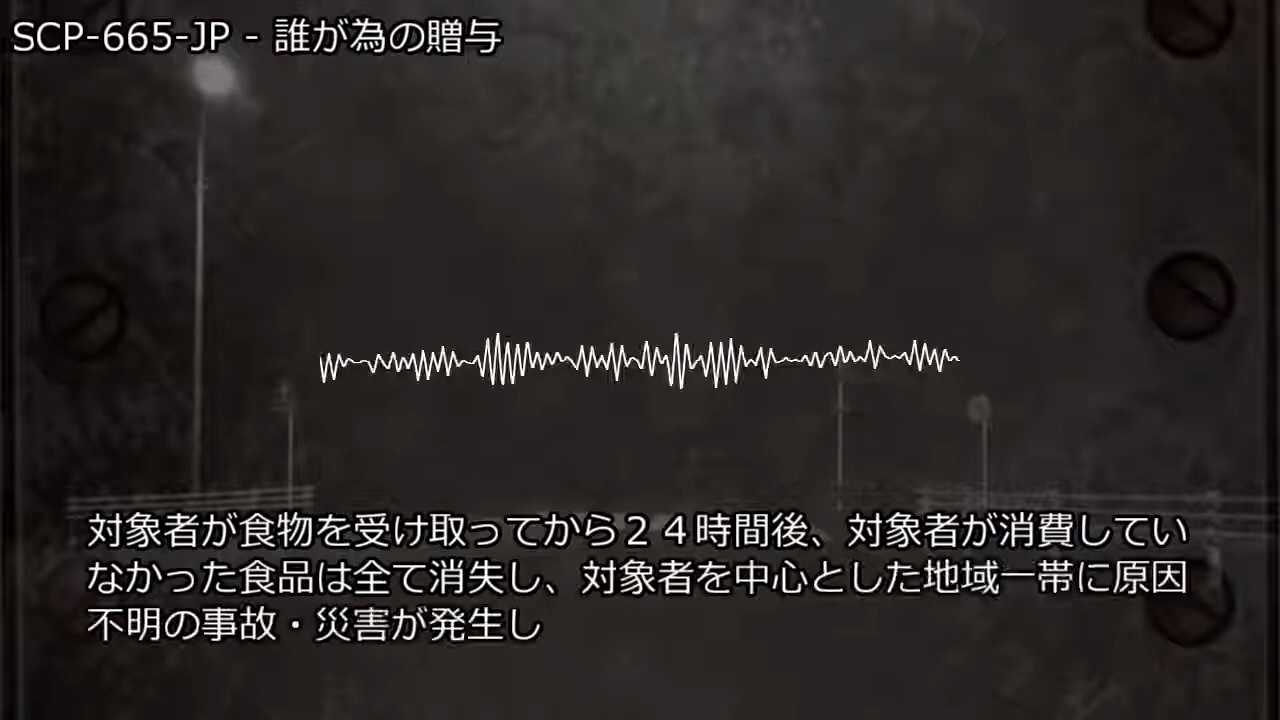 SCP-665-JP - 誰が為の贈与
対象者が食物を受け取ってから２４時間後、対象者が消費してい
なかった食品は全て消失し、対象者を中心とした地域一帯に原因
不明の事故・災害が発生し